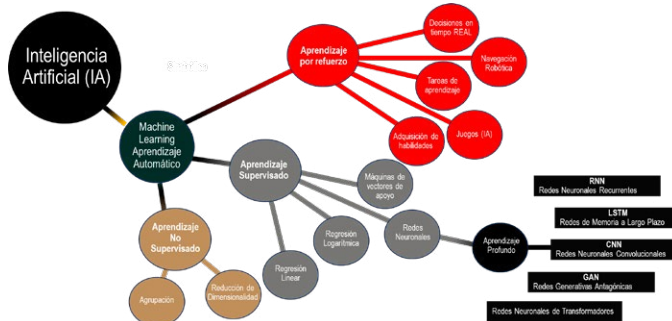 Inteligencia
Artificial (IA)
Machine
Learning
Aprendizaje
Automático
Aprendizaje
por refuerzo
Decisiones en
tiempo REAL
Navegación
Robótica
Tareas de
aprendizaje
Juegos (IA)
Adquisición de
habilidades
Aprendizaje
Supervisado
Máquinas de
vectores de
apoyo
Redes
Neuronales
Regresión
Logarítmica
Regresión
Linear
Aprendizaje
No
Supervisado
Agrupación
Reducción de
Dimensionalidad
Aprendizaje
Profundo
RNN
Redes Neuronales Recurrentes
LSTM
Redes de Memoria a Largo Plazo
CNN
Redes Neuronales Convolucionales
GAN
Redes Generativas Antagónicas
Redes Neuronales de Transformadores